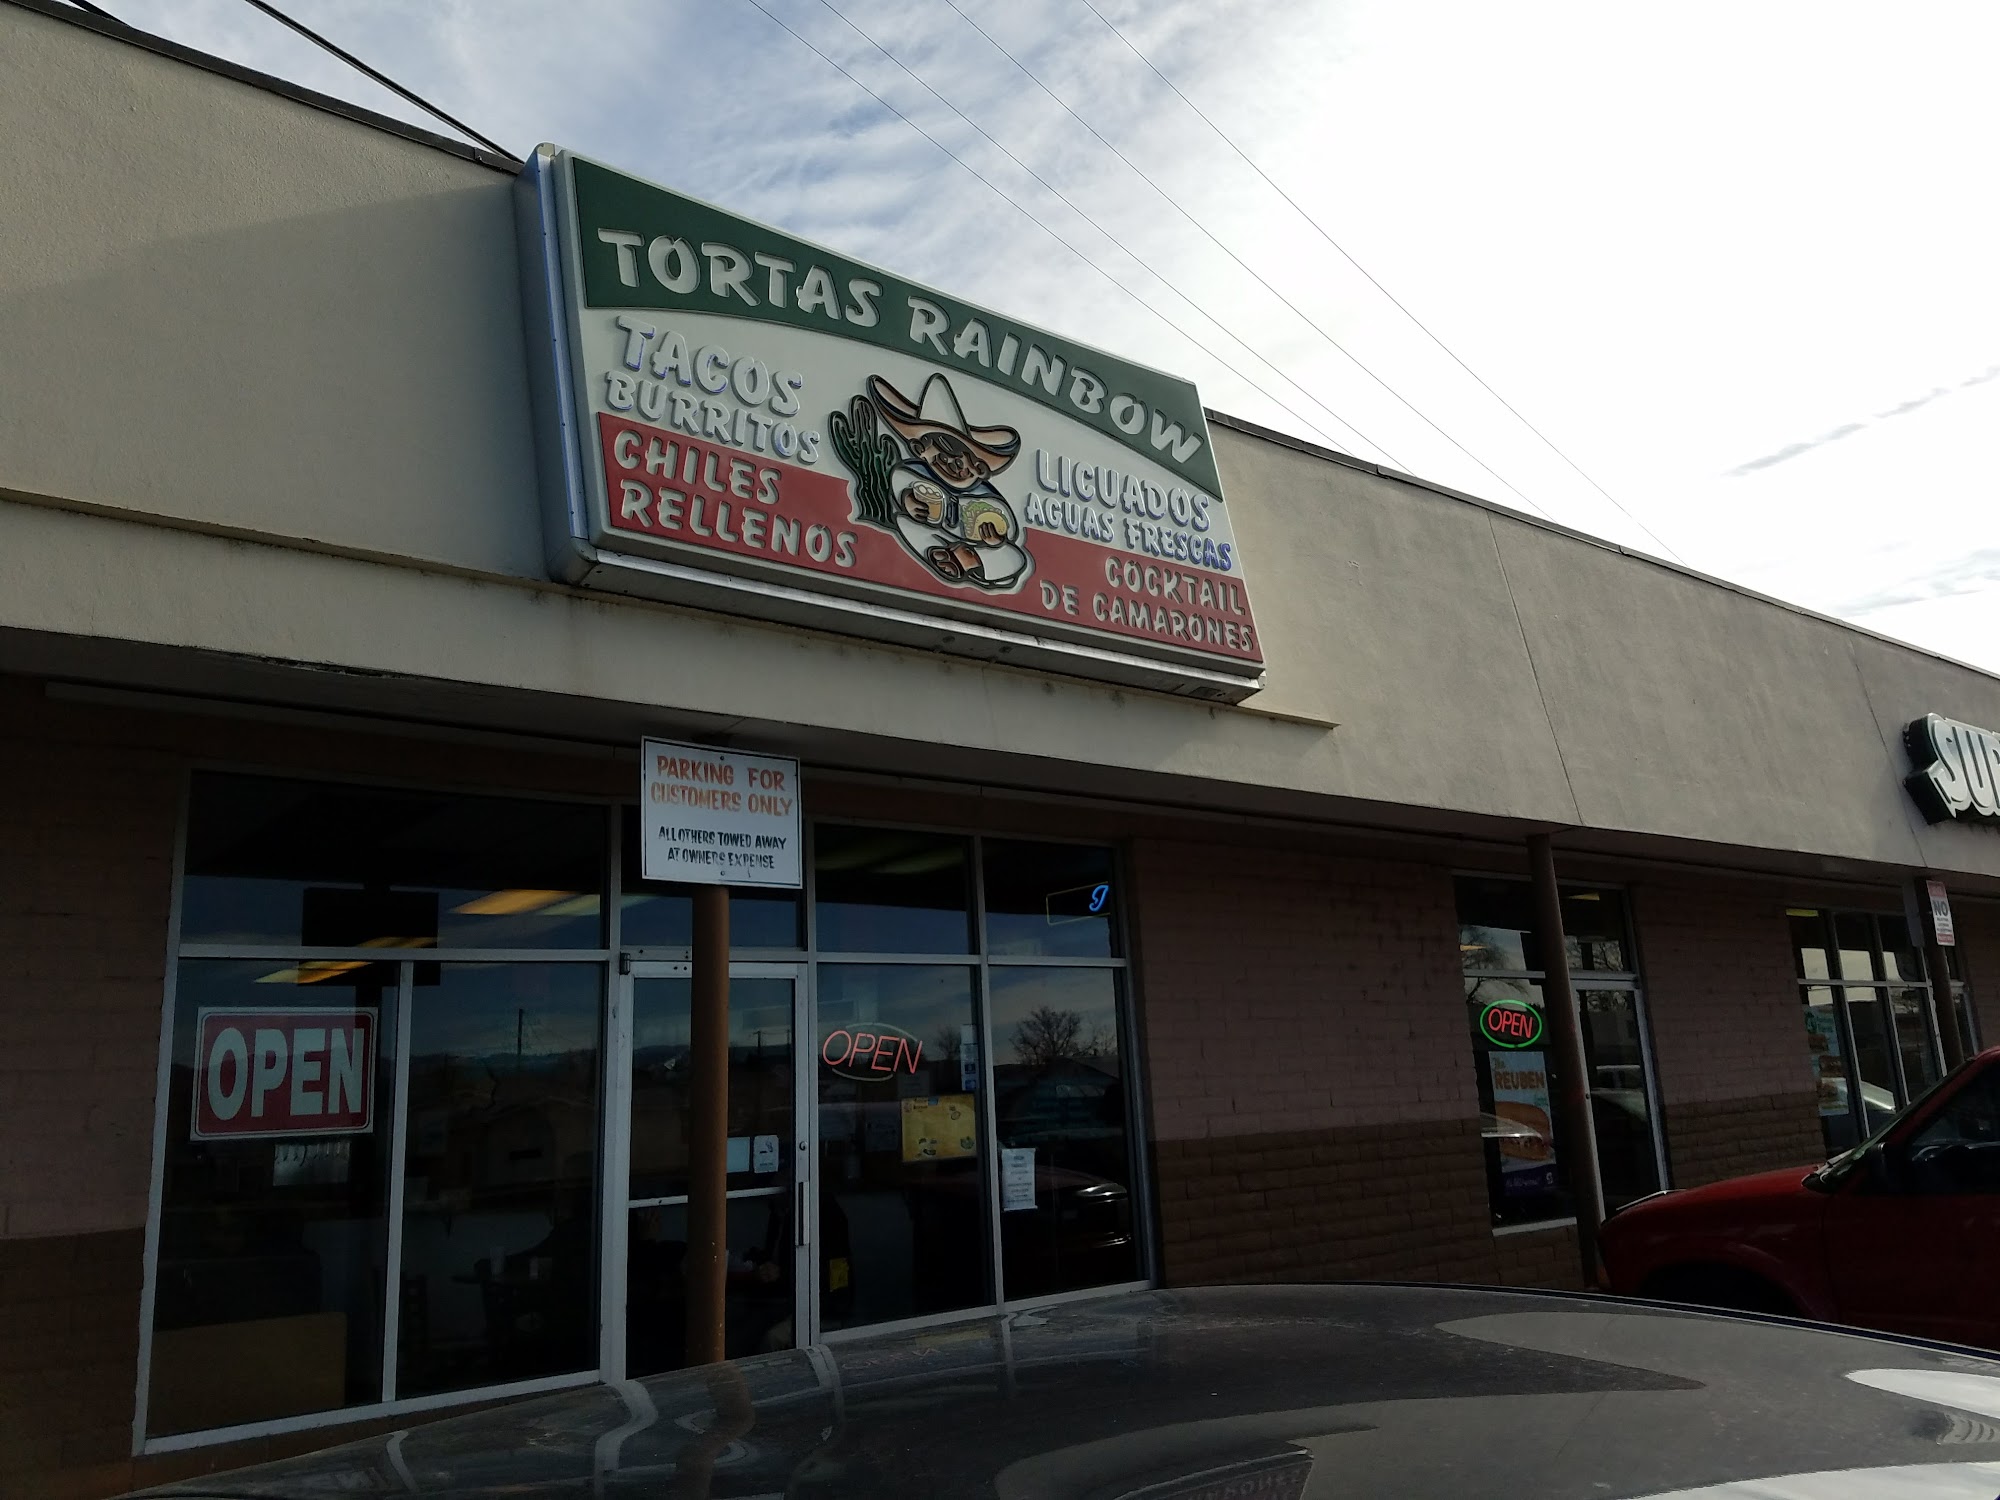 TORTAS RAINBOW
TACOS
BURRITOS
CHILES
RELLENOS
LICUADOS
AGUAS FRESCAS
COCKTAIL
DE CAMARONES
SU
PARKING FOR
CUSTOMERS ONLY
ALL OTHERS TOWED AWAY
AT OWNERS EXPENSE
OPEN
OPEN
OPEN
REUBEN
NO